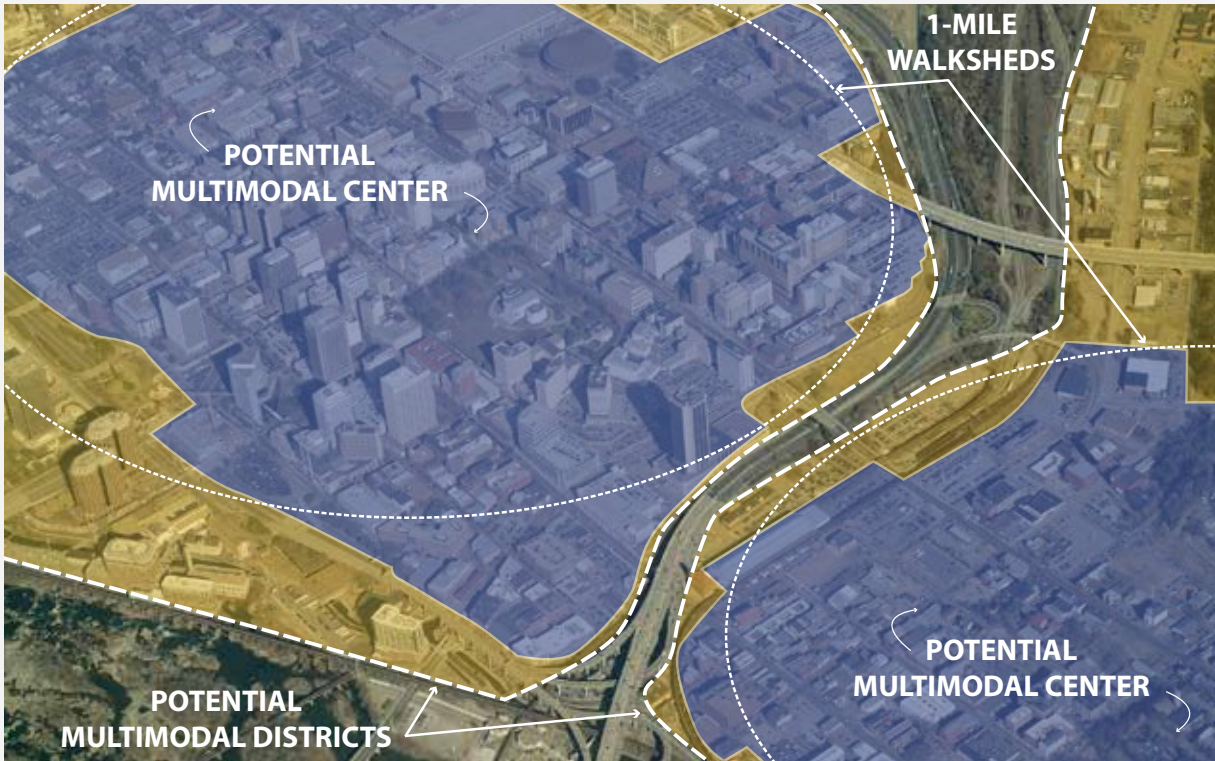 1-MILE
WALKSHEDS
POTENTIAL
MULTIMODAL CENTER
POTENTIAL
MULTIMODAL CENTER
POTENTIAL
MULTIMODAL DISTRICTS